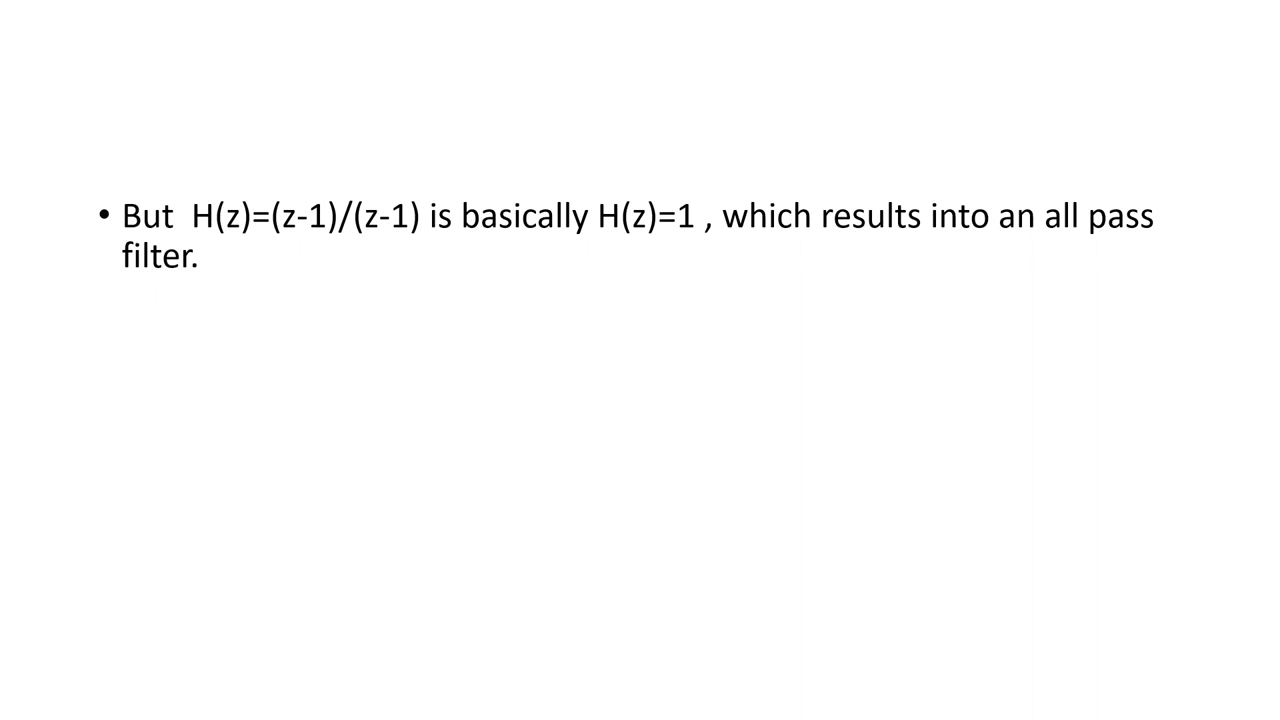 • But  H(z)=(z-1)/(z-1) is basically H(z)=1 , which results into an all pass
filter.